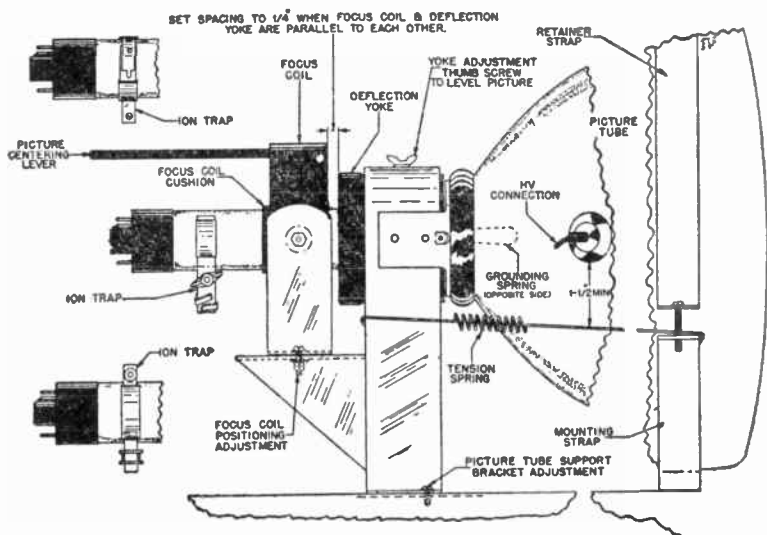 SET SPACING TO 1/4" WHEN FOCUS COIL & DEFLECTION
YOKE ARE PARALLEL TO EACH OTHER.
RETAINER
STRAP
FOCUS
COIL
YOKE ADJUSTMENT
THUMB SCREW
TO LEVEL PICTURE
DEFLECTION
YOKE
ION TRAP
PICTURE
TUBE
PICTURE
CENTERING
LEVER
FOCUS COIL
CUSHION
HV
CONNECTION
GROUNDING
SPRING
(OPPOSITE SIDE)
1-1/2 MIN
ION TRAP
ION TRAP
TENSION
SPRING
FOCUS COIL
POSITIONING
ADJUSTMENT
MOUNTING
STRAP
PICTURE TUBE SUPPORT
BRACKET ADJUSTMENT